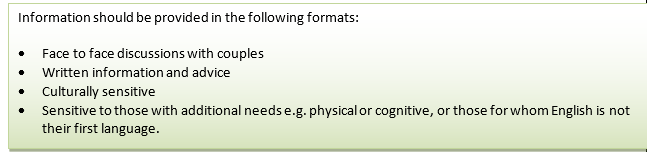 Information should be provided in the following formats:
• Face to face discussions with couples
• Written information and advice
• Culturally sensitive
• Sensitive to those with additional needs e.g. physical or cognitive, or those for whom English is not
their first language.